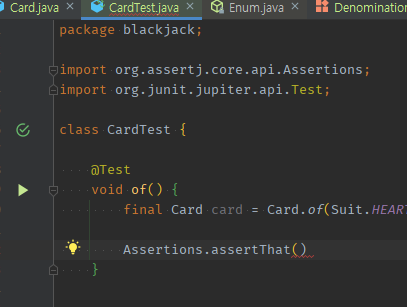 Card.java CardTest.java Enum.java Denomination
package blackjack;
import org.assertj.core.api.Assertions;
import org.junit.jupiter.api.Test;
class CardTest {
@Test
void of() {
final Card card = Card.of(Suit.HEAR
Assertions.assertThat()
}